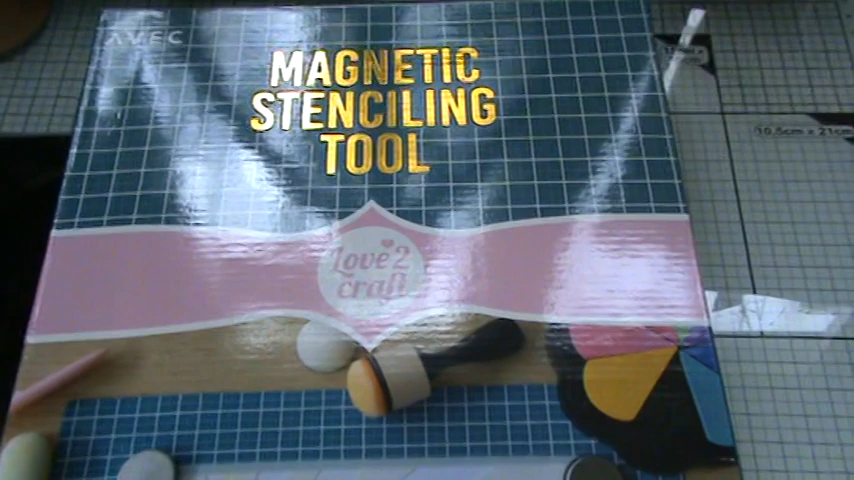 AVEC
MAGNETIC
STENCILING
TOOL
Love2
craft
10.5cm x 21cm